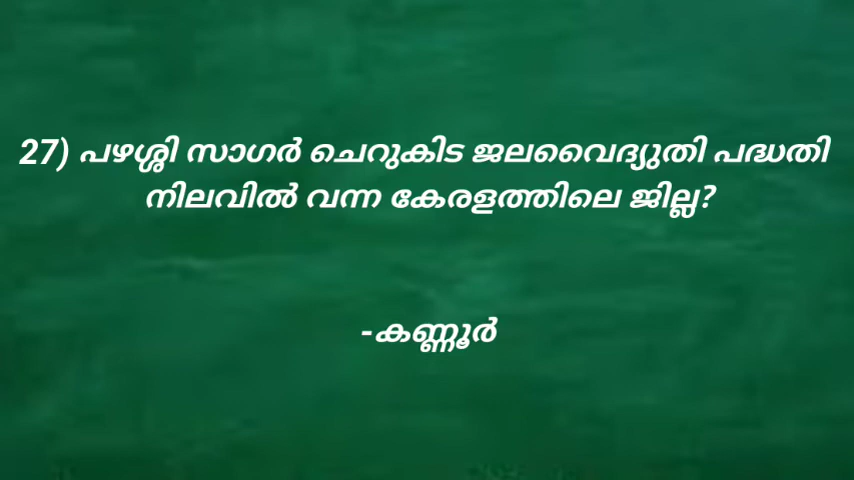 27) പഴശ്ശി സാഗർ ചെറുകിട ജലവൈദ്യുതി പദ്ധതി
നിലവിൽ വന്ന കേരളത്തിലെ ജില്ല?
-കണ്ണൂർ